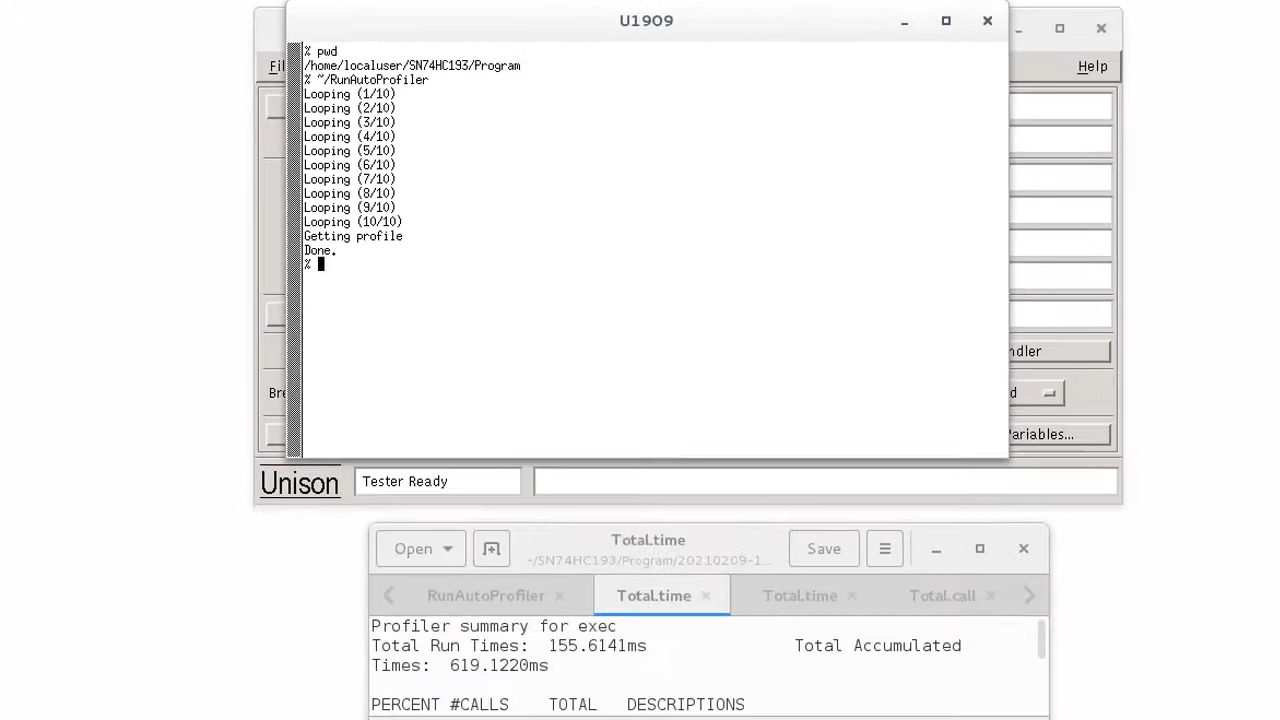 U1909
% pwd
/home/localuser/SN74HC193/Program
% ~/RunAutoProfiler
Looping (1/10)
Looping (2/10)
Looping (3/10)
Looping (4/10)
Looping (5/10)
Looping (6/10)
Looping (7/10)
Looping (8/10)
Looping (9/10)
Looping (10/10)
Getting profile
Done.
%
Fil
Help
ndler
Bre
d
Variables...
Unison
Tester Ready
Open
Total.time
~/SN74HC193/Program/20210209-1...
Save
RunAutoProfiler
Total.time
Total.time
Total.call
Profiler summary for exec
Total Run Times: 155.6141ms Total Accumulated
Times: 619.1220ms
PERCENT #CALLS TOTAL DESCRIPTIONS